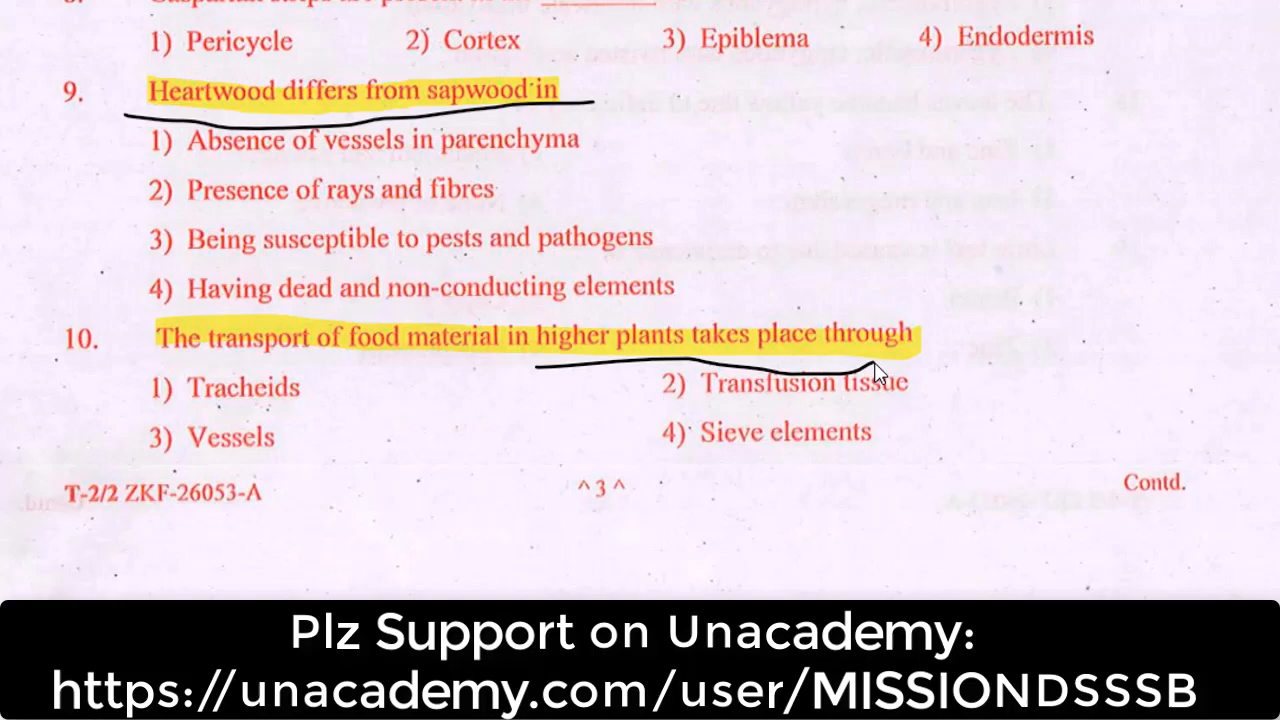 1) Pericycle 2) Cortex 3) Epiblema 4) Endodermis
9. Heartwood differs from sapwood in
1) Absence of vessels in parenchyma
2) Presence of rays and fibres
3) Being susceptible to pests and pathogens
4) Having dead and non-conducting elements
10. The transport of food material in higher plants takes place through
1) Tracheids 2) Transfusion tissue
3) Vessels 4) Sieve elements
T-2/2 ZKF-26053-A ^ 3 ^ Contd.
Plz Support on Unacademy:
https://unacademy.com/user/MISSIONDSSSB